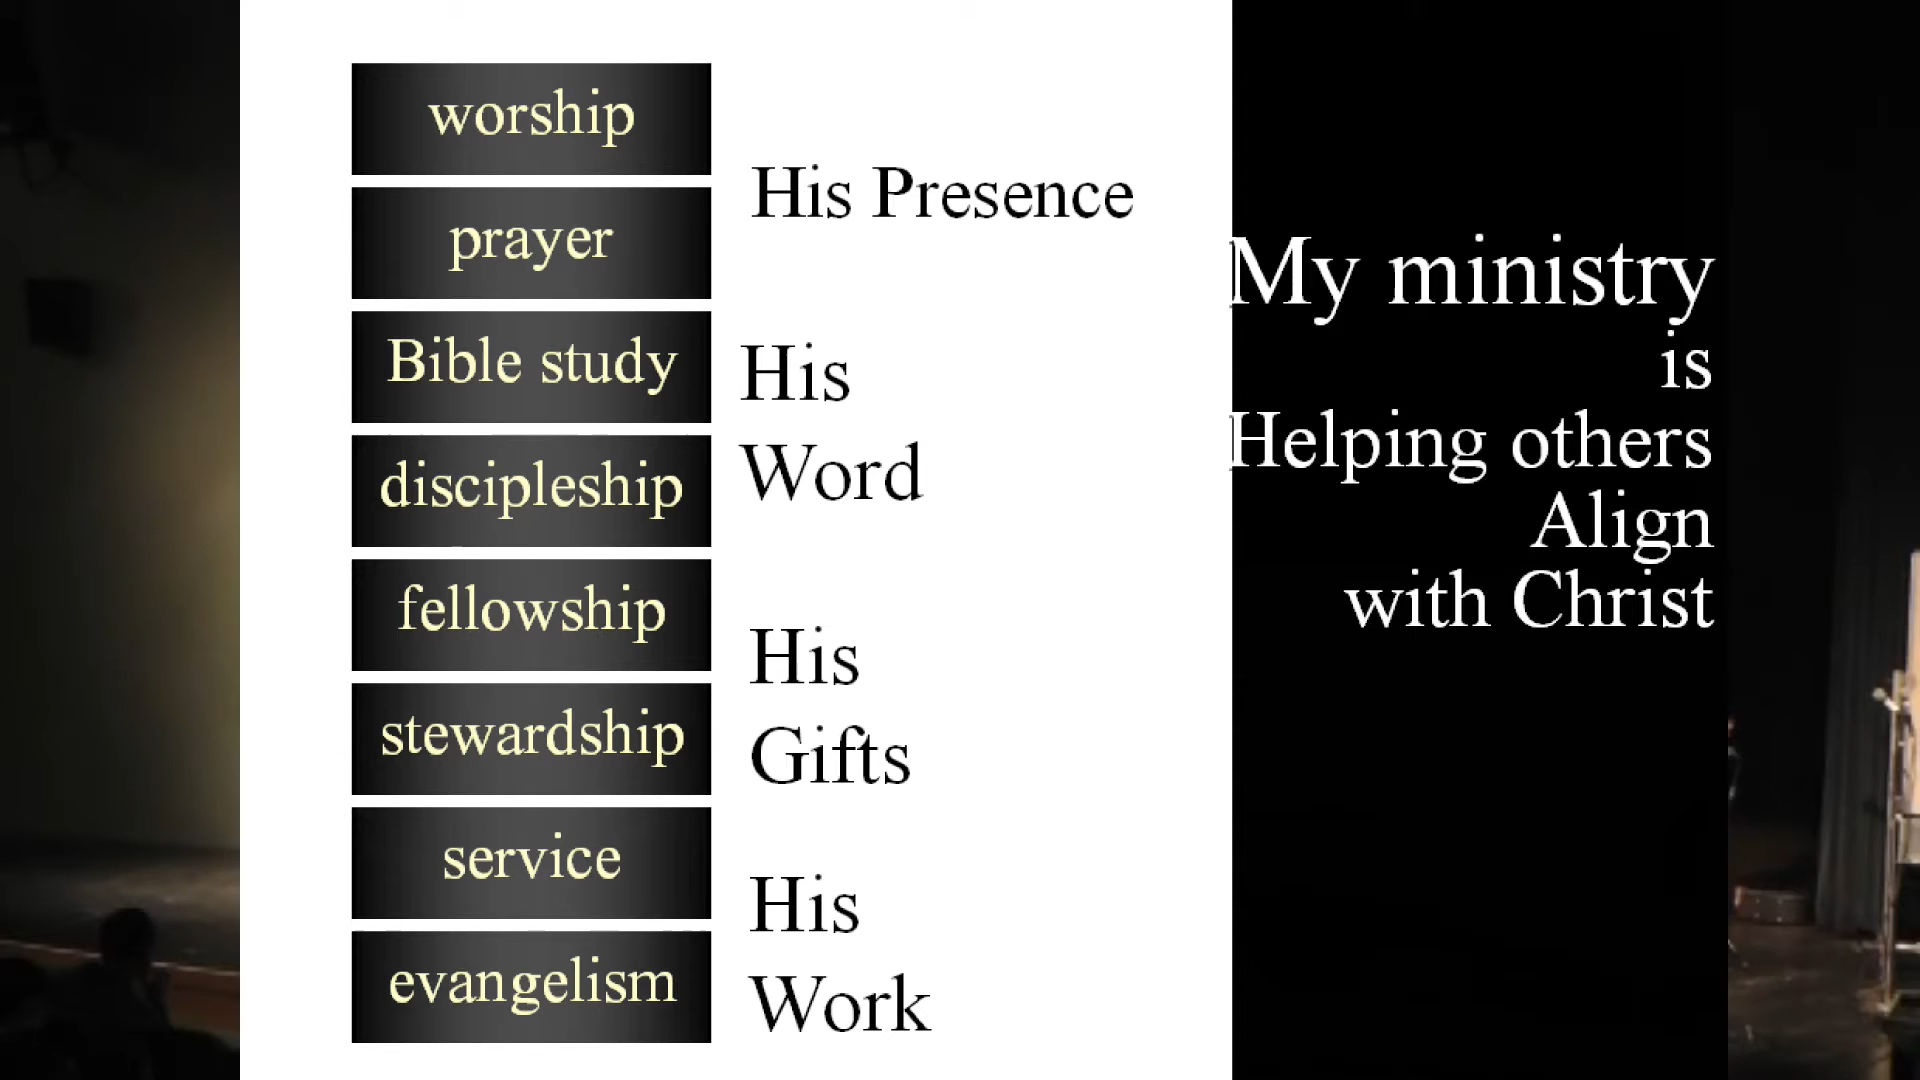 worship
prayer
His Presence
Bible study
discipleship
His
Word
fellowship
stewardship
His
Gifts
service
evangelism
His
Work
My ministry
is
Helping others
Align
with Christ